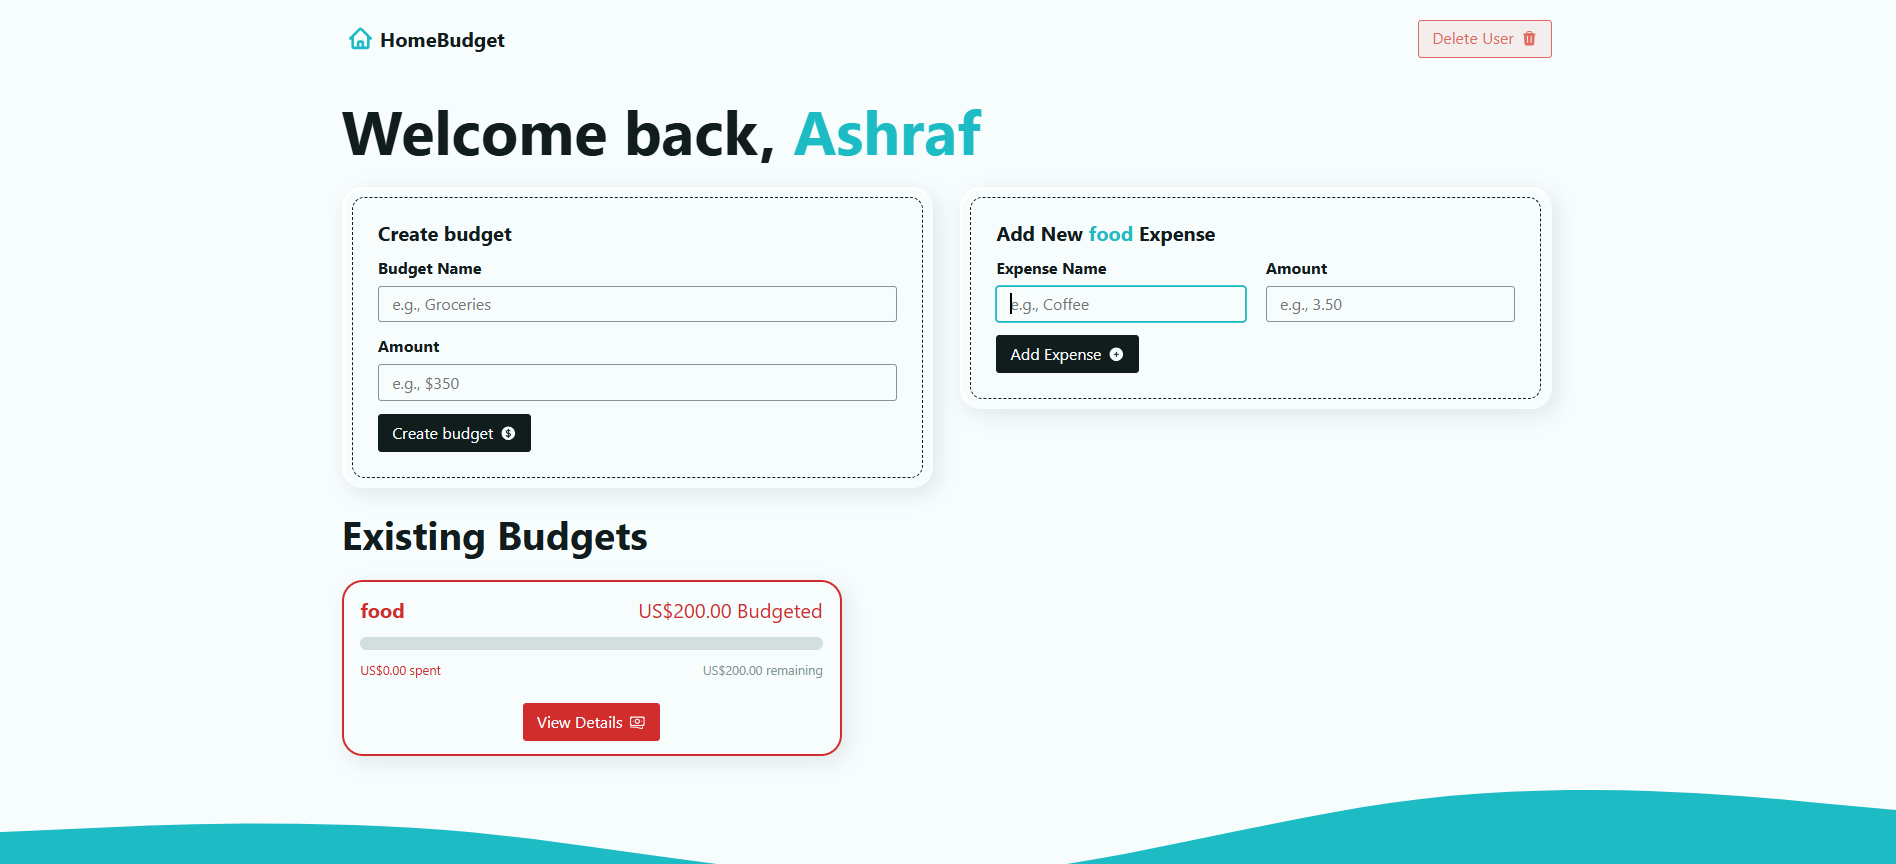 HomeBudget
Delete User
Welcome back, Ashraf
Create budget
Budget Name
e.g., Groceries
Amount
e.g., $350
Create budget
Add New food Expense
Expense Name
Amount
e.g., Coffee
e.g., 3.50
Add Expense
Existing Budgets
food
US$200.00 Budgeted
US$0.00 spent
US$200.00 remaining
View Details